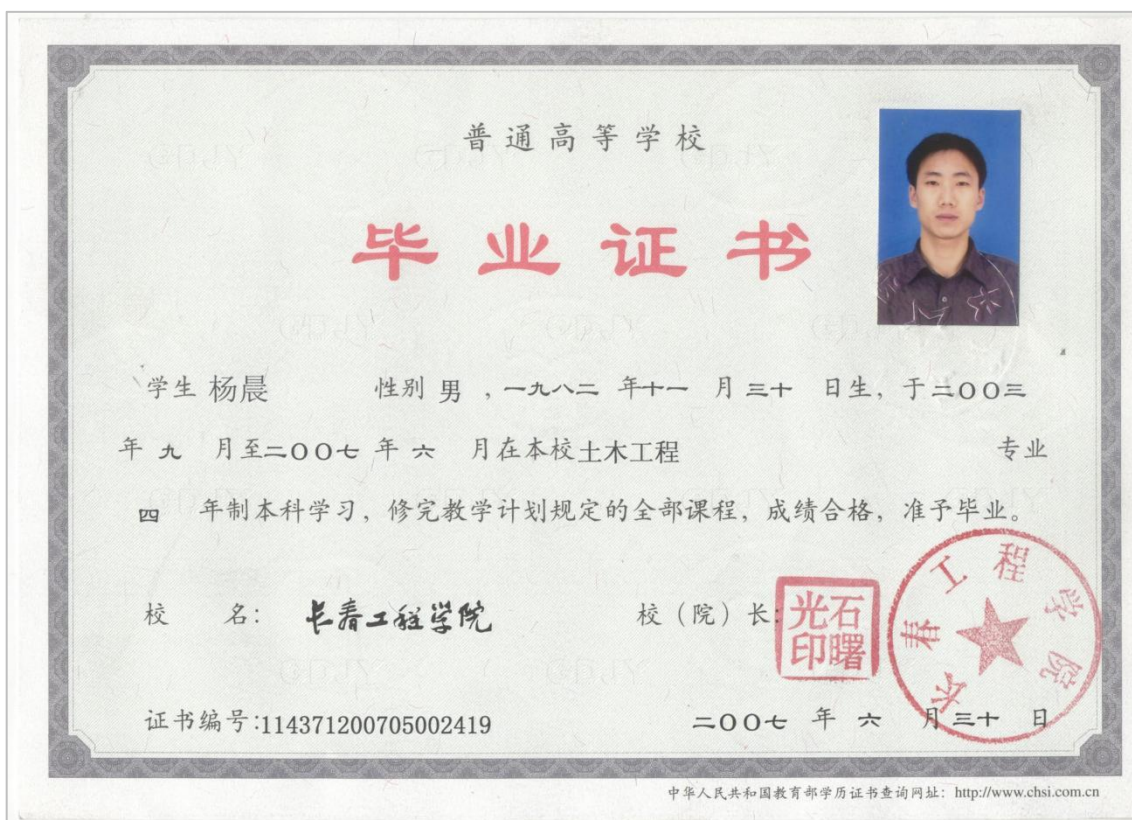 普通高等学校
毕业证书
学生 杨晨 性别 男 ，一九八二 年十一 月 三十 日生，于二〇〇三
年 九 月至二〇〇七 年 六 月在本校土木工程 专业
四 年制本科学习，修完教学计划规定的全部课程，成绩合格，准予毕业。
校 名： 长春工程学院 校（院）长：
石曙光印
长春工程学院
证书编号:114371200705002419 二〇〇七 年 六 月三十 日
中华人民共和国教育部学历证书查询网址：http://www.chsi.com.cn